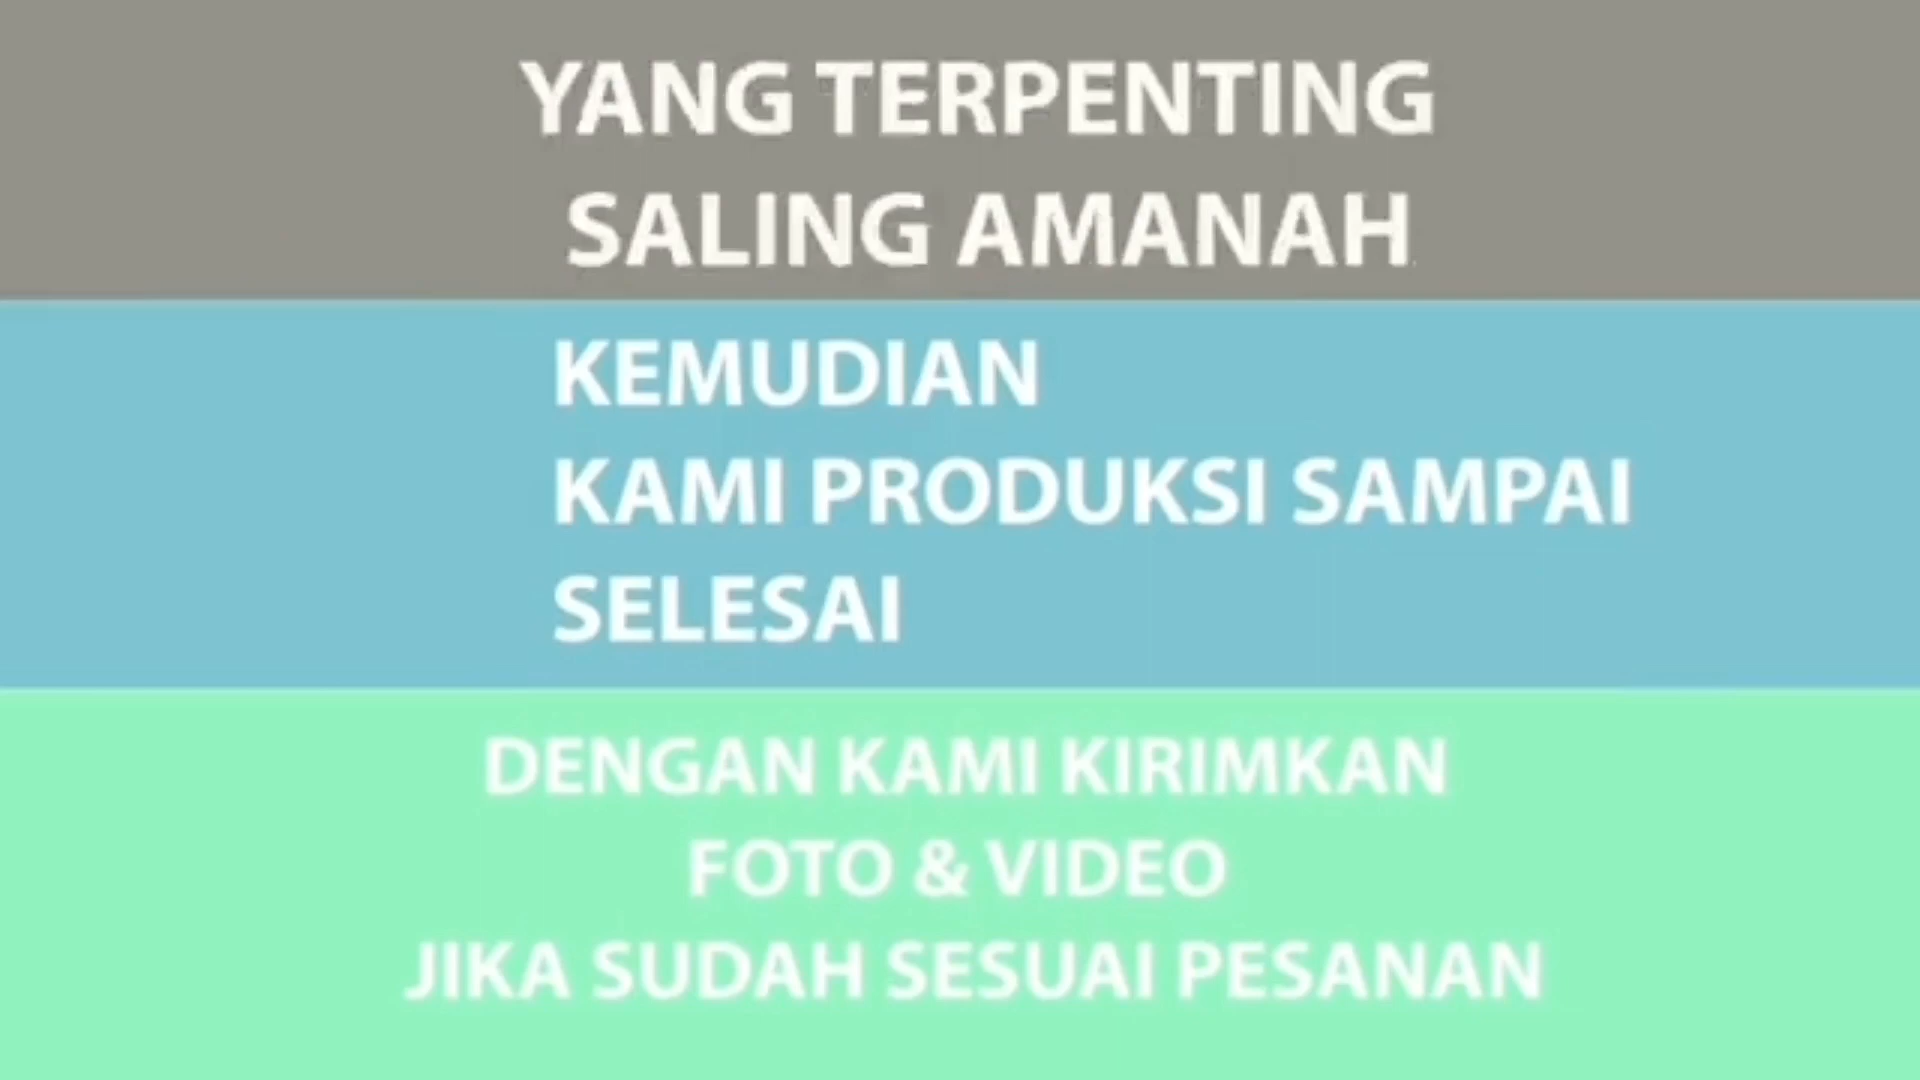 YANG TERPENTING
SALING AMANAH
KEMUDIAN
KAMI PRODUKSI SAMPAI
SELESAI
DENGAN KAMI KIRIMKAN
FOTO & VIDEO
JIKA SUDAH SESUAI PESANAN